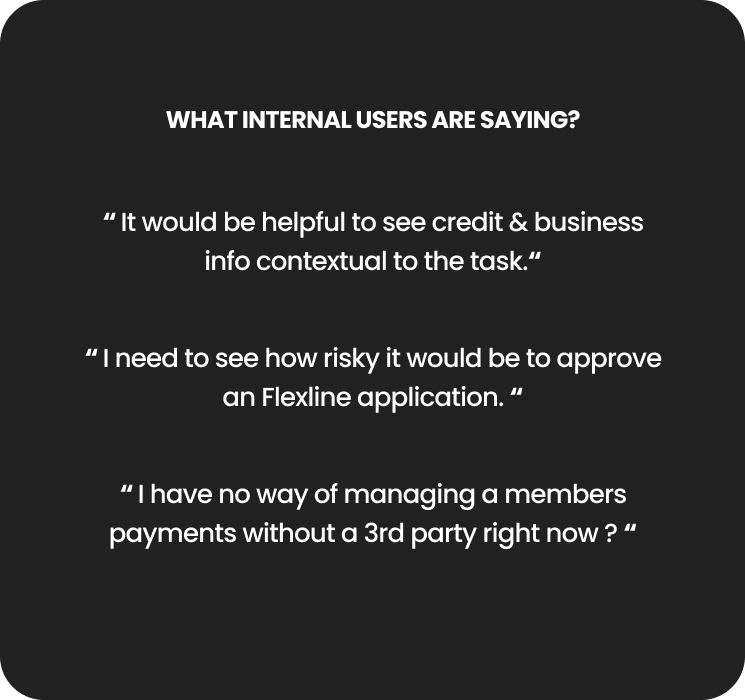 WHAT INTERNAL USERS ARE SAYING?
“ It would be helpful to see credit & business
info contextual to the task.“
“ I need to see how risky it would be to approve
an Flexline application. “
“ I have no way of managing a members
payments without a 3rd party right now ? “